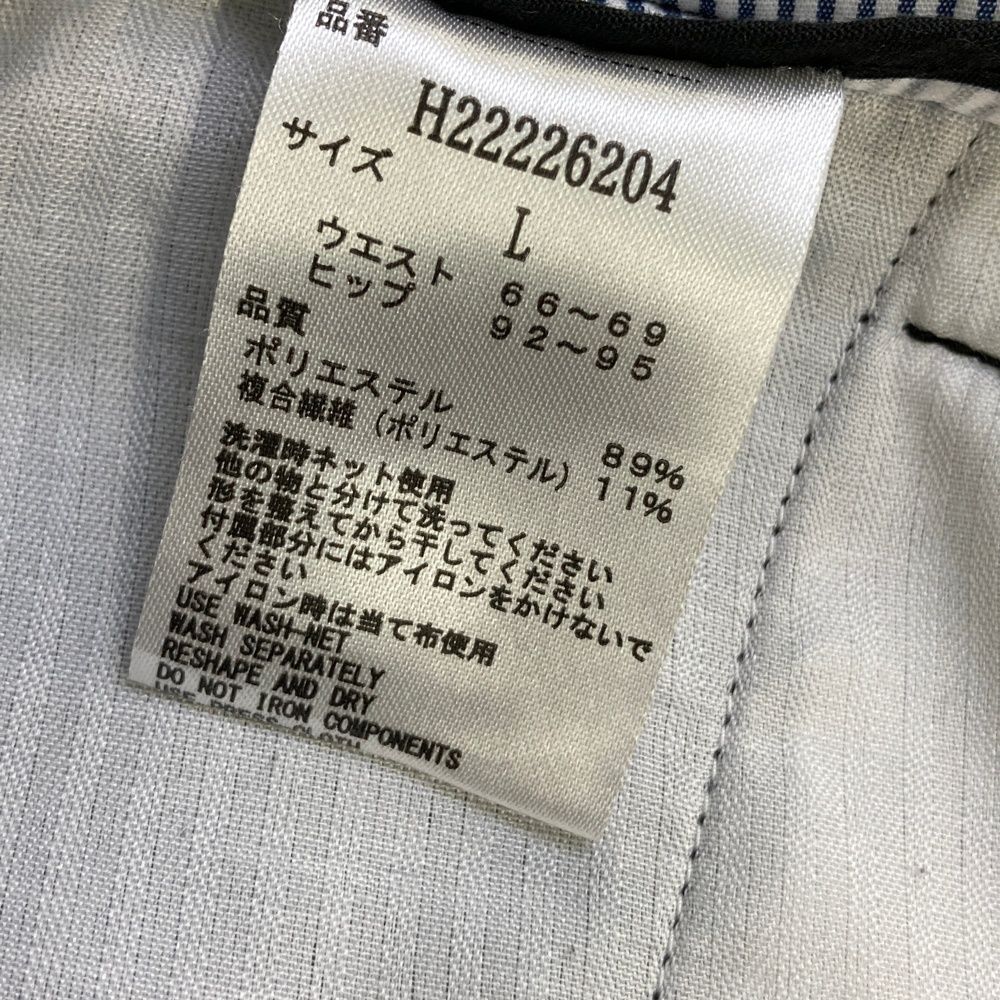 品番
H22226204
サイズ
L
ウエスト 66〜69
ヒップ 92〜95
品質
ポリエステル 89%
複合繊維(ポリエステル) 11%
洗濯時ネット使用
他の物と分けて洗ってください
形を整えてから干してください
付属部分にはアイロンをかけないで
ください
アイロン時は当て布使用
USE WASH-NET
WASH SEPARATELY
RESHAPE AND DRY
DO NOT IRON COMPONENTS
USE PRESS CLOTH